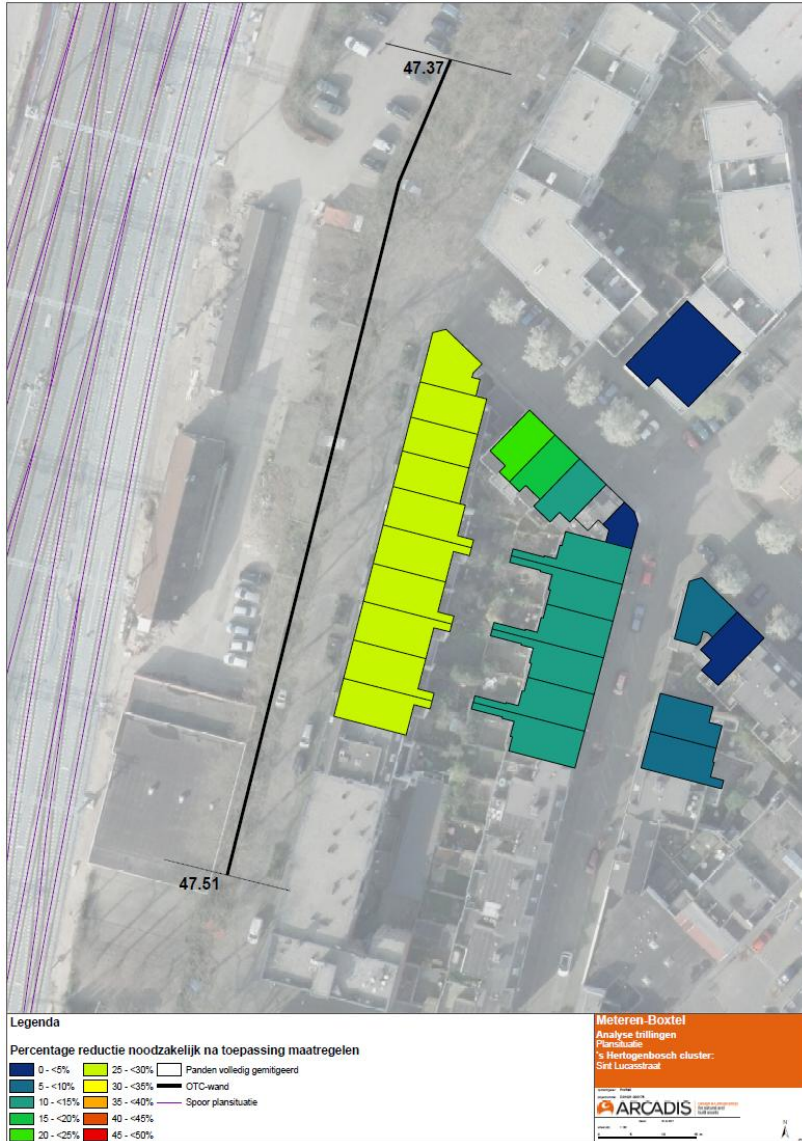 47.37
47.51
Legenda
Percentage reductie noodzakelijk na toepassing maatregelen
0 - <5%
5 - <10%
10 - <15%
15 - <20%
20 - <25%
25 - <30%
30 - <35%
35 - <40%
40 - <45%
45 - <50%
Panden volledig gemitigeerd
OTC-wand
Spoor plansituatie
Meteren-Boxtel
Analyse trillingen
Plansituatie
's Hertogenbosch cluster:
Sint Lucasstraat
ARCADIS